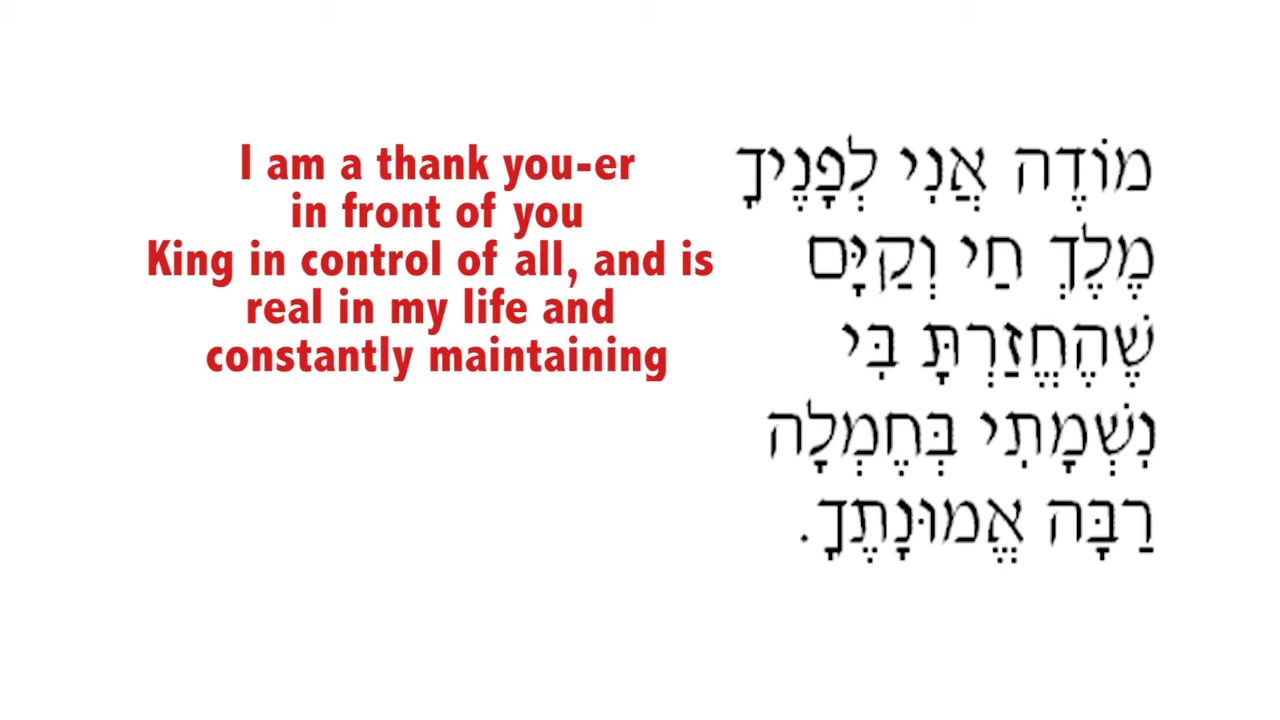 I am a thank you-er
in front of you
King in control of all, and is
real in my life and
constantly maintaining
מוֹדֶה אֲנִי לְפָנֶיךָ
מֶלֶךְ חַי וְקַיָּם
שֶׁהֶחֱזַרְתָּ בִּי
נִשְׁמָתִי בְּחֶמְלָה
רַבָּה אֱמוּנָתֶךָ.